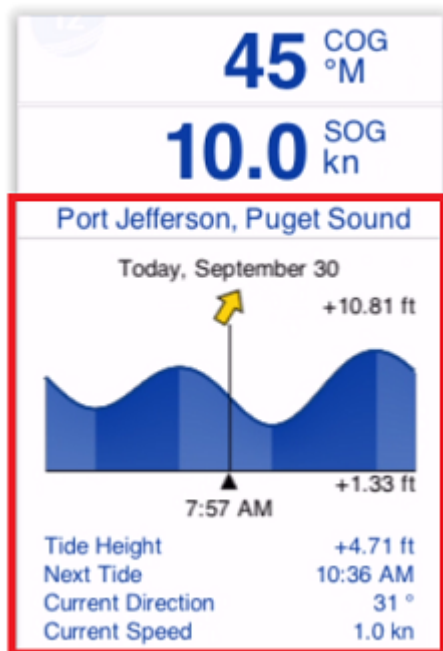 12
45 COG
°M
10.0 SOG
kn
Port Jefferson, Puget Sound
Today, September 30
+10.81 ft
+1.33 ft
7:57 AM
Tide Height +4.71 ft
Next Tide 10:36 AM
Current Direction 31 °
Current Speed 1.0 kn